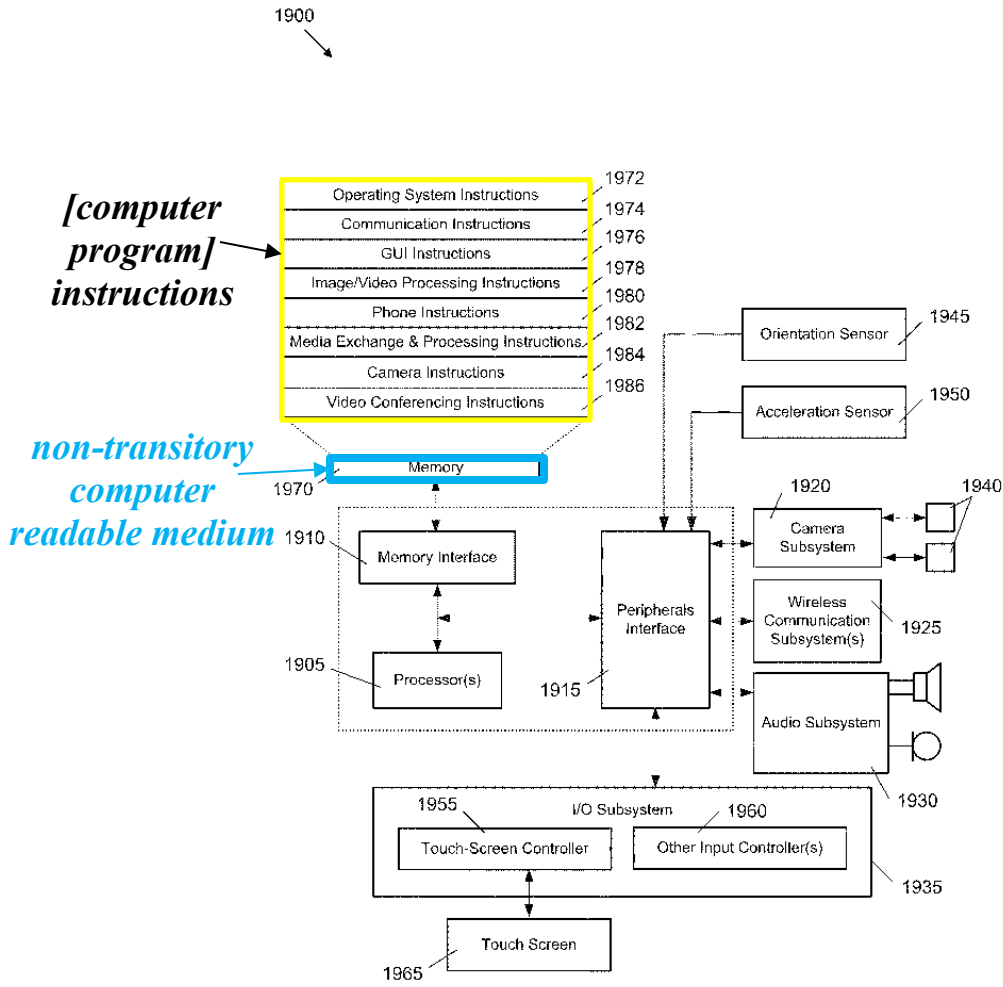 1900
[computer
program]
instructions
Operating System Instructions
1972
Communication Instructions
1974
GUI Instructions
1976
Image/Video Processing Instructions
1978
Phone Instructions
1980
Media Exchange & Processing Instructions
1982
Camera Instructions
1984
Video Conferencing Instructions
1986
non-transitory
computer
readable medium
Memory
1970
Orientation Sensor
1945
Acceleration Sensor
1950
1910
Memory Interface
1905
Processor(s)
Peripherals
Interface
1915
1920
Camera
Subsystem
1940
Wireless
Communication
Subsystem(s)
1925
Audio Subsystem
1930
I/O Subsystem
1955
Touch-Screen Controller
1960
Other Input Controller(s)
1935
Touch Screen
1965